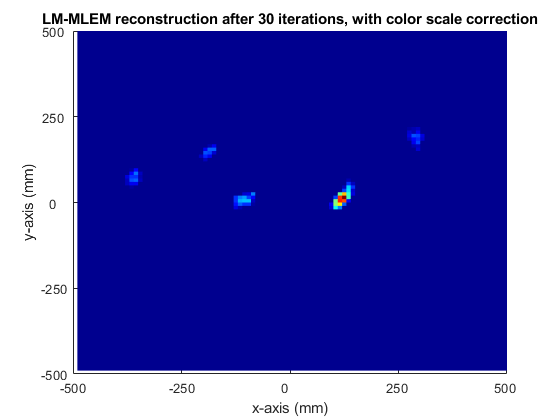 LM-MLEM reconstruction after 30 iterations, with color scale correction
500
250
0
-250
-500
y-axis (mm)
-500 -250 0 250 500
x-axis (mm)